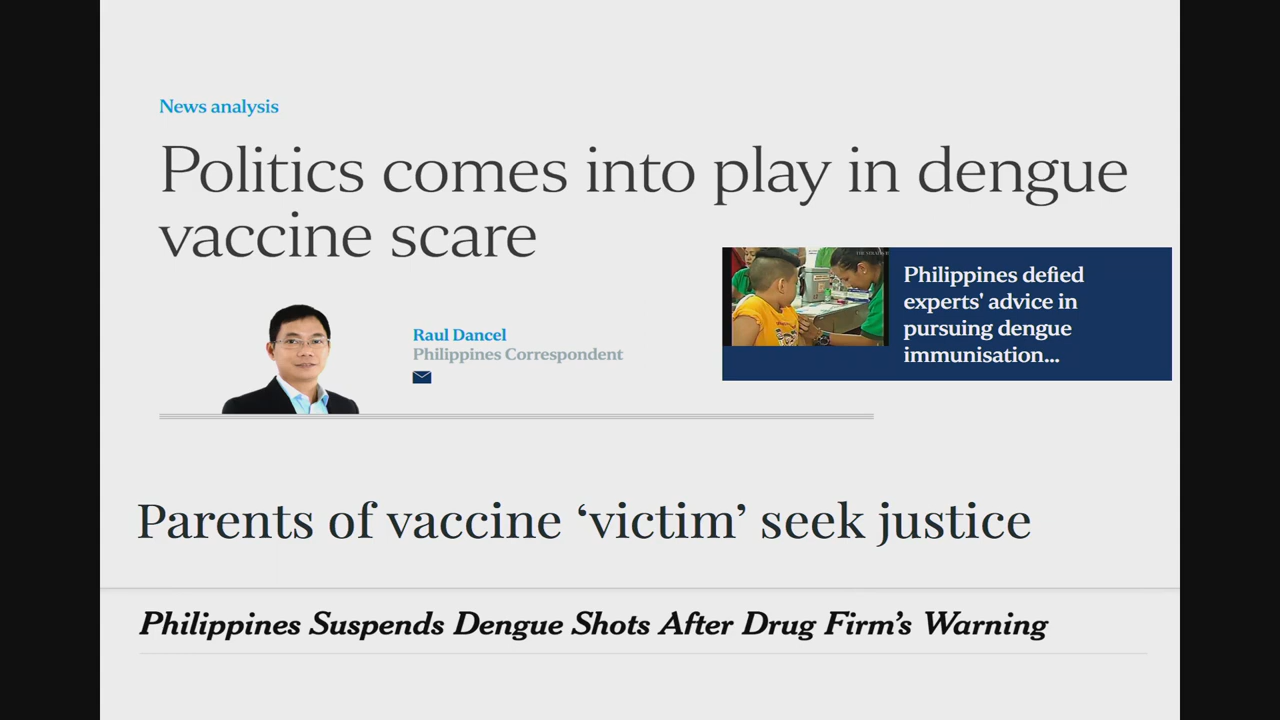 News analysis
Politics comes into play in dengue
vaccine scare
Philippines defied
experts' advice in
pursuing dengue
immunisation...
Raul Dancel
Philippines Correspondent
Parents of vaccine ‘victim’ seek justice
Philippines Suspends Dengue Shots After Drug Firm’s Warning